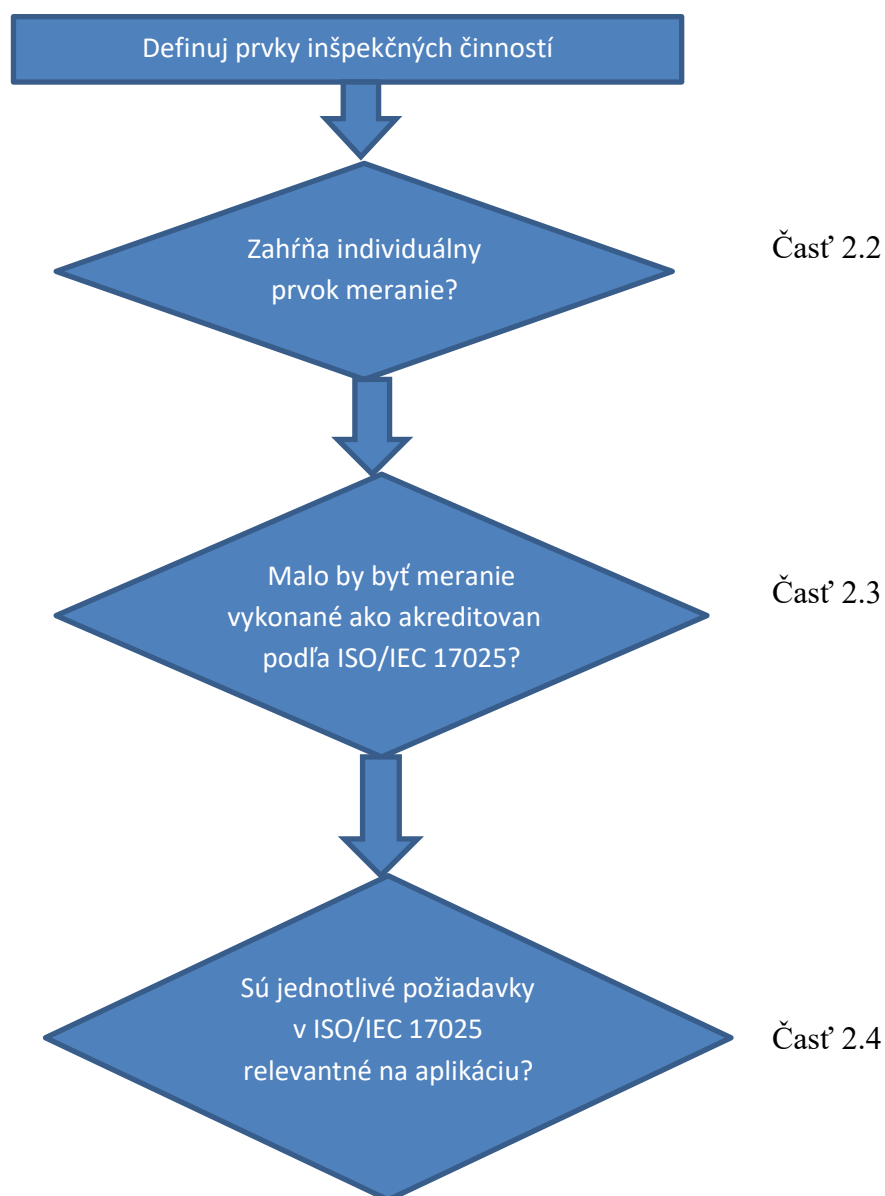 Definuj prvky inšpekčných činností
Zahŕňa individuálny
prvok meranie?
Časť 2.2
Malo by byť meranie
vykonané ako akreditovan
podľa ISO/IEC 17025?
Časť 2.3
Sú jednotlivé požiadavky
v ISO/IEC 17025
relevantné na aplikáciu?
Časť 2.4